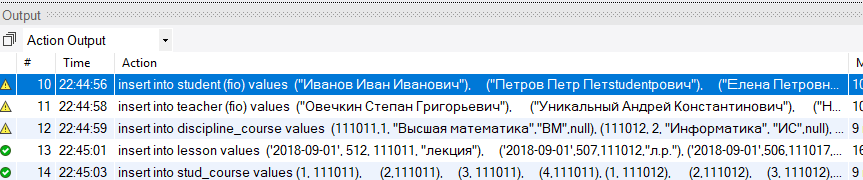 Output
Action Output
# Time Action M
10 22:44:56 insert into student (fio) values ("Иванов Иван Иванович"), ("Петров Петр Петstudentрович"), ("Елена Петровн... 10
11 22:44:58 insert into teacher (fio) values ("Овечкин Степан Григорьевич"), ("Уникальный Андрей Константинович"), ("Н... 10
12 22:44:59 insert into discipline_course values (111011,1, "Высшая математика","ВМ",null), (111012, 2, "Информатика", "ИС",null), ... 9
13 22:45:01 insert into lesson values ('2018-09-01', 512, 111011, "лекция"), ('2018-09-01',507,111012,"л.р."), ('2018-09-01',506,111017,... 16
14 22:45:03 insert into stud_course values (1, 111011), (2,111011), (3, 111011), (4,111011), (1, 111012), (2,111012), (3, 111012),... 9